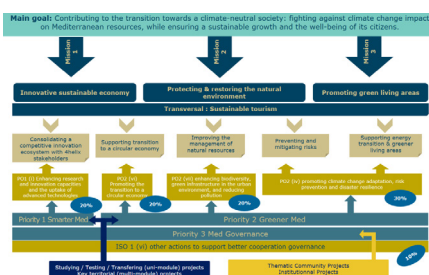 Main goal: Contributing to the transition towards a climate-neutral society: fighting against climate change impact
on Mediterranean resources, while ensuring a sustainable growth and the well-being of its citizens.
Mission
1
Mission
2
Mission
3
Innovative sustainable economy
Protecting & restoring the natural
environment
Promoting green living areas
Transversal : Sustainable tourism
Consolidating a
competitive innovation
ecosystem with 4helix
stakeholders
Supporting transition
to a circular economy
Improving the
management of
natural resources
Preventing and
mitigating risks
Supporting energy
transition & greener
living areas
PO1 (i) Enhancing research
and innovation capacities
and the uptake of
advanced technologies
PO2 (vi)
Promoting the
transition to a
circular economy
PO2 (vii) enhancing biodiversity,
green infrastructure in the urban
environment, and reducing
pollution
PO2 (iv) promoting climate change adaptation, risk
prevention and disaster resilience
20%
20%
20%
30%
Priority 1 Smarter Med
Priority 2 Greener Med
Priority 3 Med Governance
ISO 1 (vi) other actions to support better cooperation governance
10%
Studying / Testing / Transfering (uni-module) projects
Key territorial (multi-module) projects
Thematic Community Projects
Institutional Projects